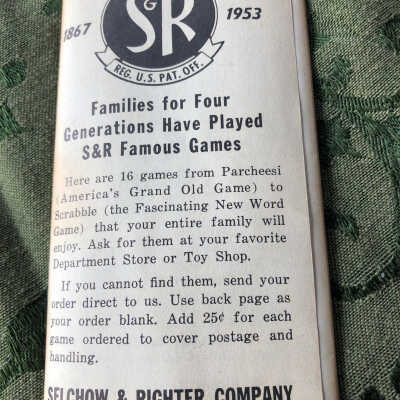 S&R
1867 1953
REG. U.S. PAT. OFF.
Families for Four
Generations Have Played
S&R Famous Games
Here are 16 games from Parcheesi
(America's Grand Old Game) to
Scrabble (the Fascinating New Word
Game) that your entire family will
enjoy. Ask for them at your favorite
Department Store or Toy Shop.
If you cannot find them, send your
order direct to us. Use back page as
your order blank. Add 25¢ for each
game ordered to cover postage and
handling.
SELCHOW & RIGHTER COMPANY